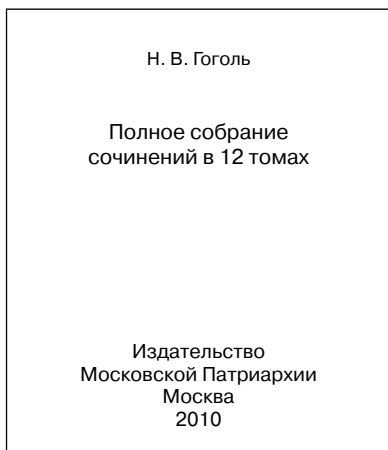 Н. В. Гоголь
Полное собрание
сочинений в 12 томах
Издательство
Московской Патриархии
Москва
2010